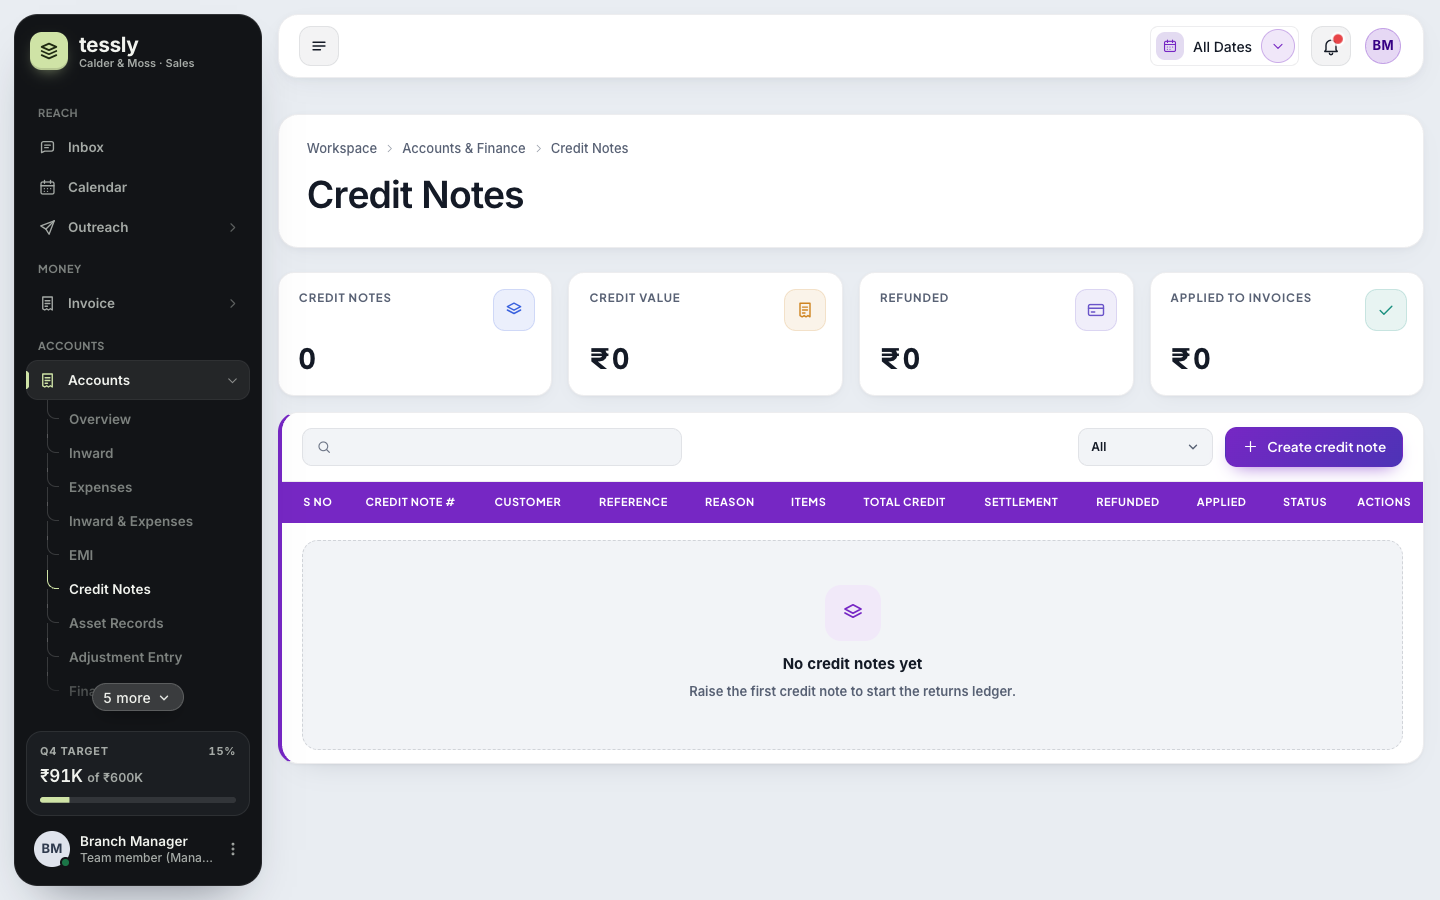 tessly
Calder & Moss · Sales
REACH
Inbox
Calendar
Outreach
MONEY
Invoice
ACCOUNTS
Accounts
Overview
Inward
Expenses
Inward & Expenses
EMI
Credit Notes
Asset Records
Adjustment Entry
5 more
Q4 TARGET 15%
₹91K of ₹600K
BM
Branch Manager
Team member (Mana...
All Dates
BM
Workspace > Accounts & Finance > Credit Notes
Credit Notes
CREDIT NOTES
0
CREDIT VALUE
₹0
REFUNDED
₹0
APPLIED TO INVOICES
₹0
All
Create credit note
S NO CREDIT NOTE # CUSTOMER REFERENCE REASON ITEMS TOTAL CREDIT SETTLEMENT REFUNDED APPLIED STATUS ACTIONS
No credit notes yet
Raise the first credit note to start the returns ledger.